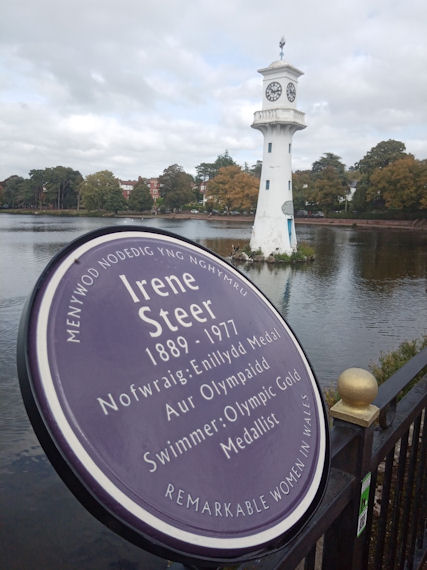 MENYWOD NODEDIG YNG NGHYMRU
Irene
Steer
1889 - 1977
Nofwraig: Enillydd Medal
Aur Olympaidd
Swimmer: Olympic Gold
Medallist
REMARKABLE WOMEN IN WALES